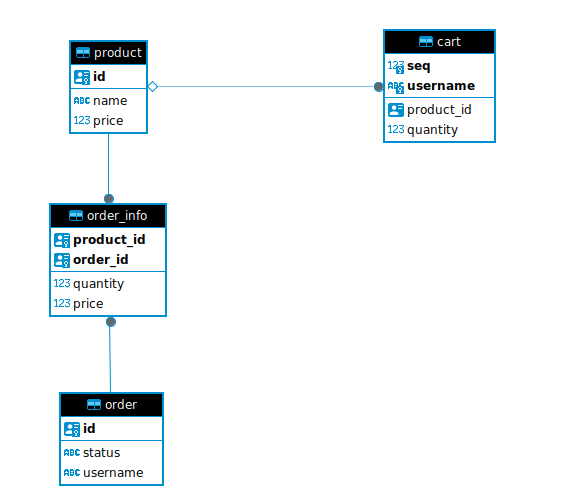 product
id
ABC name
123 price
cart
123 seq
ABC username
product_id
123 quantity
order_info
product_id
order_id
123 quantity
123 price
order
id
ABC status
ABC username